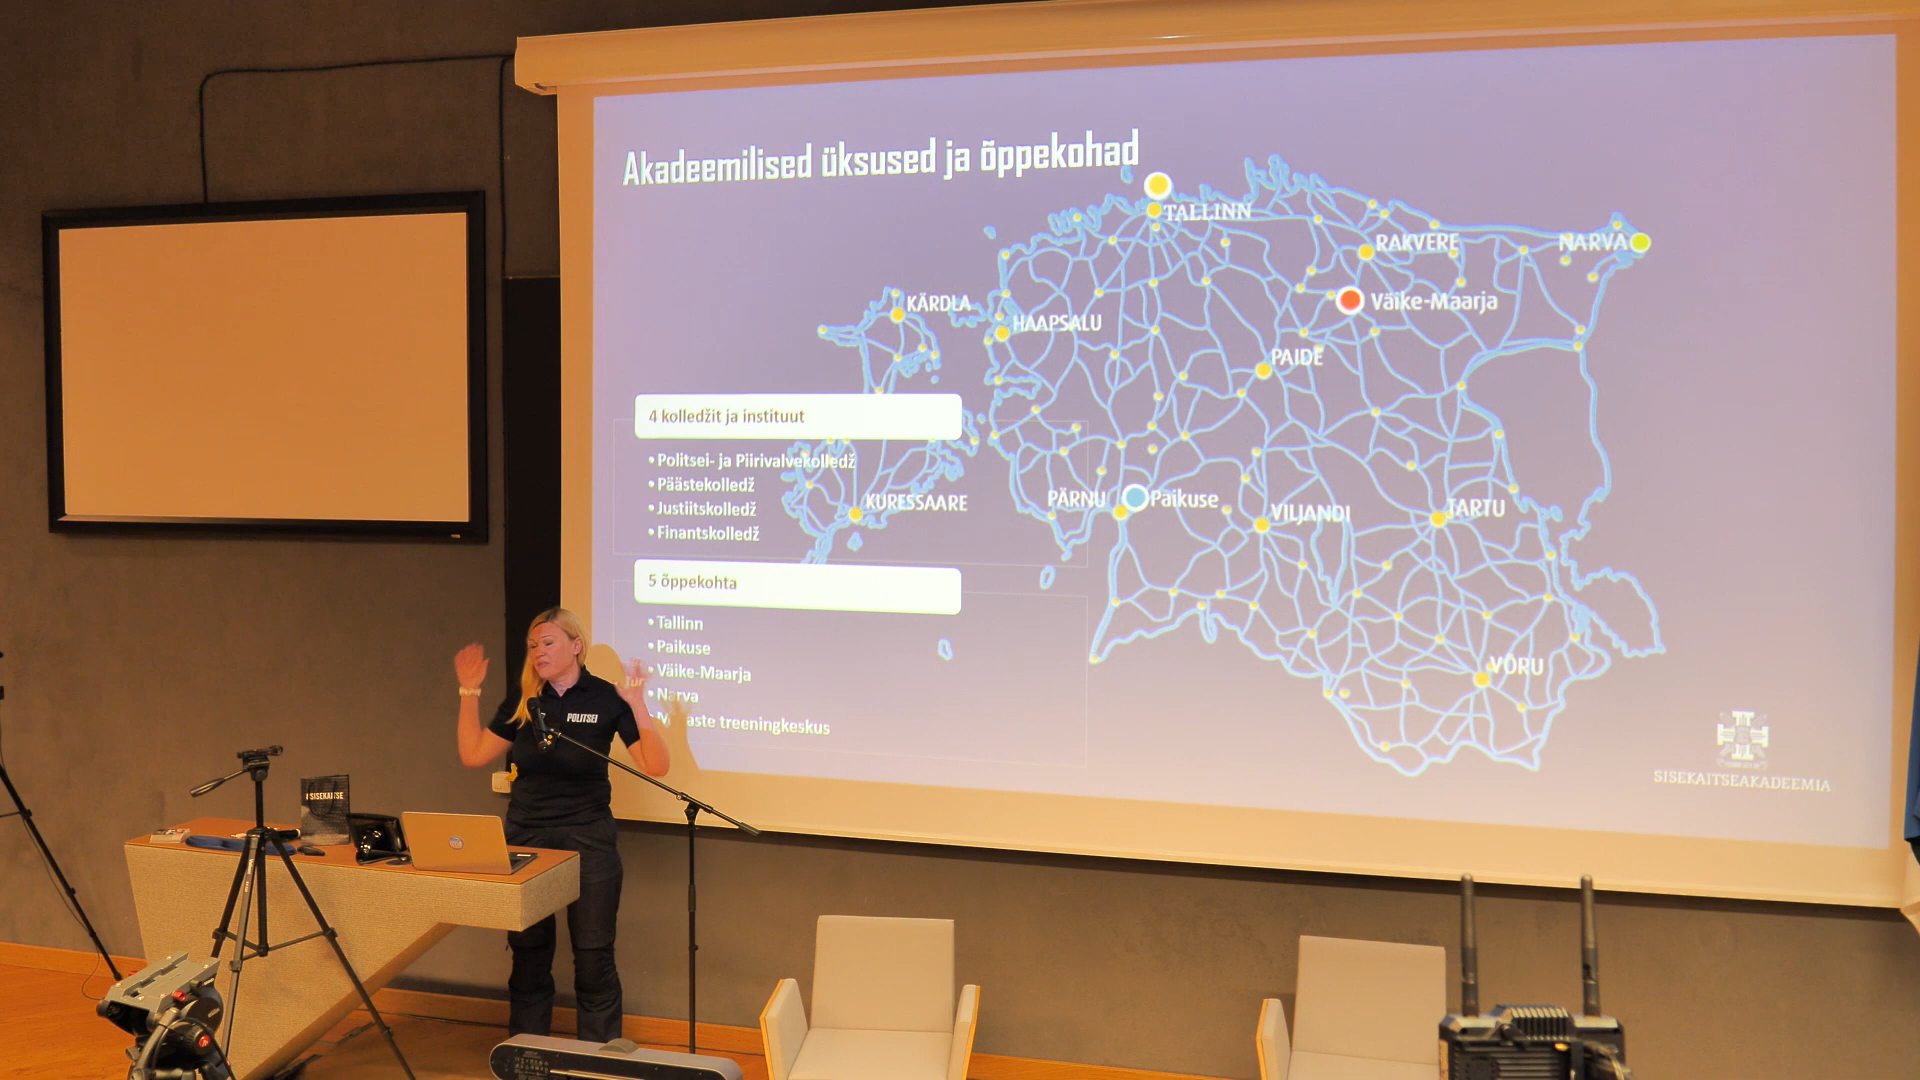 Akadeemilised üksused ja õppekohad
TALLINN
RAKVERE
NARVA
KÄRDLA
HAAPSALU
Väike-Maarja
PAIDE
4 kolledžit ja instituut
• Politsei- ja Piirivalvekolledž
• Päästekolledž
• Justiitskolledž
• Finantskolledž
KURESSAARE
PÄRNU
Paikuse
VILJANDI
TARTU
5 õppekohta
• Tallinn
• Paikuse
• Väike-Maarja
• Narva
treeningkeskus
VÕRU
SISEKAITSEAKADEEMIA
POLITSEI